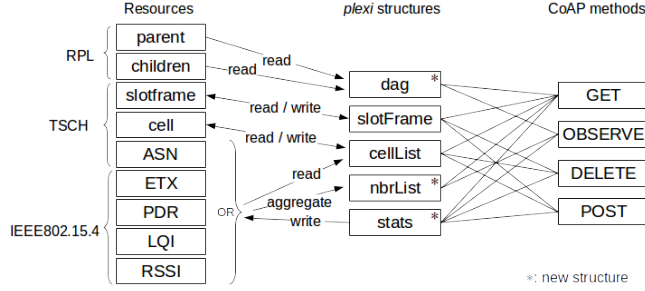 Resources
plexi structures
CoAP methods
RPL
parent
children
TSCH
slotframe
cell
ASN
IEEE802.15.4
ETX
PDR
LQI
RSSI
OR
read
read
read / write
read / write
read
aggregate
write
dag *
slotFrame
cellList
nbrList *
stats *
GET
OBSERVE
DELETE
POST
*: new structure